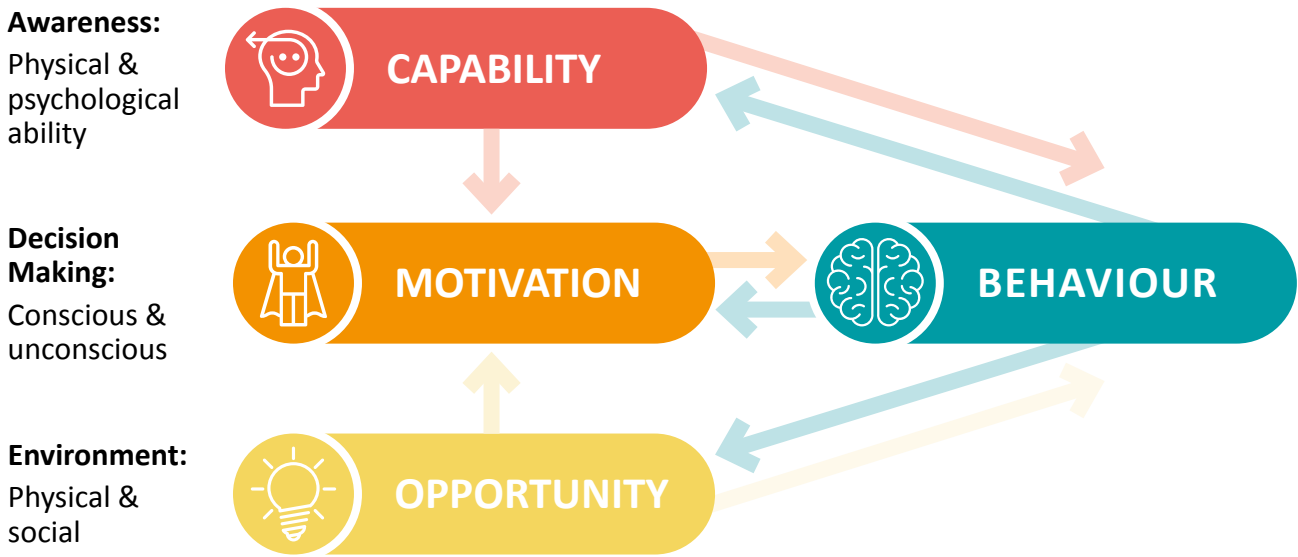 Awareness:
Physical &
psychological
ability
CAPABILITY
Decision
Making:
Conscious &
unconscious
MOTIVATION
BEHAVIOUR
Environment:
Physical &
social
OPPORTUNITY